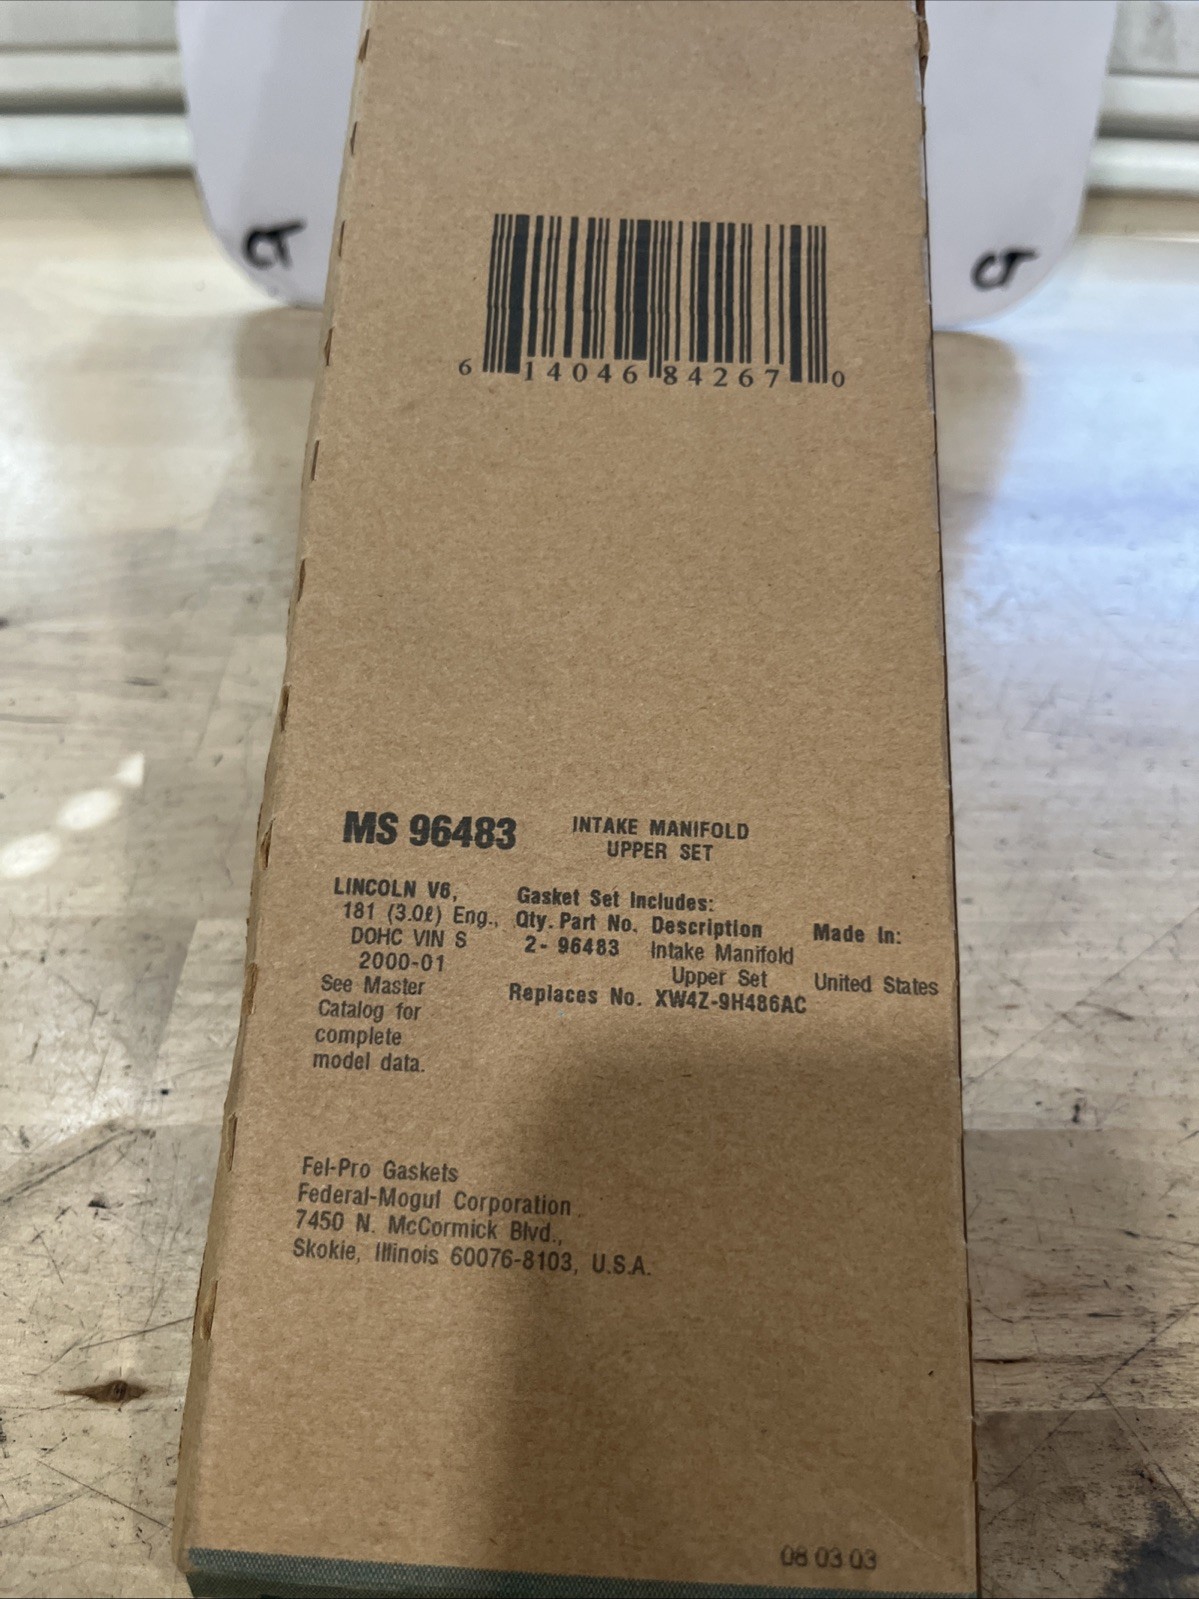 CT
CT
6 14046 84267 0
MS 96483
INTAKE MANIFOLD
UPPER SET
LINCOLN V6,
181 (3.0ℓ) Eng.,
DOHC VIN S
2000-01
See Master
Catalog for
complete
model data.
Gasket Set Includes:
Qty. Part No. Description Made In:
2- 96483 Intake Manifold
Upper Set United States
Replaces No. XW4Z-9H486AC
Fel-Pro Gaskets
Federal-Mogul Corporation
7450 N. McCormick Blvd.,
Skokie, Illinois 60076-8103, U.S.A.
08 03 03